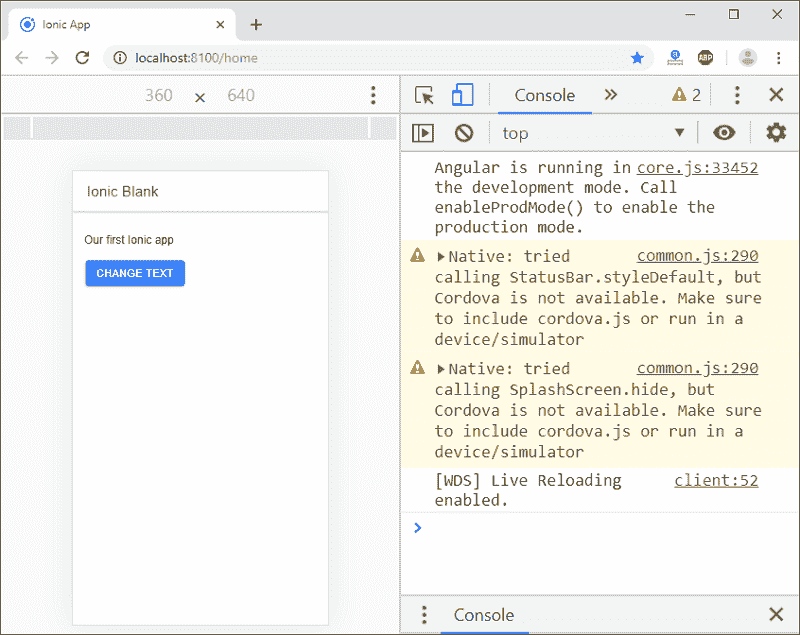 Ionic App
localhost:8100/home
360 × 640
Console
2
top
Ionic Blank
Our first Ionic app
CHANGE TEXT
Angular is running in core.js:33452
the development mode. Call
enableProdMode() to enable the
production mode.
Native: tried common.js:290
calling StatusBar.styleDefault, but
Cordova is not available. Make sure
to include cordova.js or run in a
device/simulator
Native: tried common.js:290
calling SplashScreen.hide, but
Cordova is not available. Make sure
to include cordova.js or run in a
device/simulator
[WDS] Live Reloading client:52
enabled.
Console